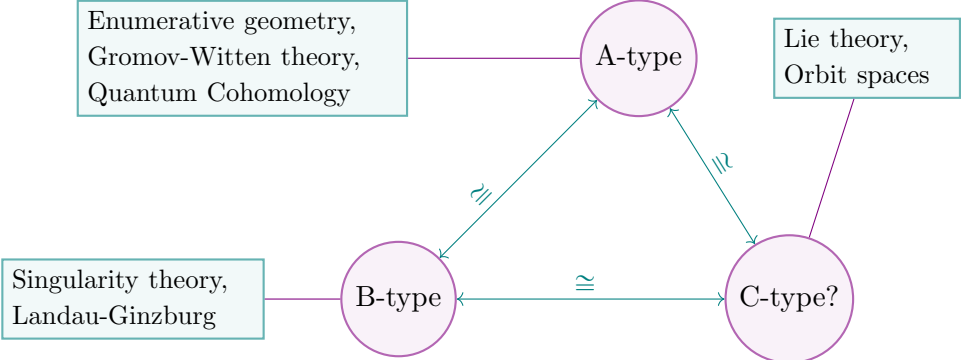 Enumerative geometry,
Gromov-Witten theory,
Quantum Cohomology
A-type
Lie theory,
Orbit spaces
≅
≅
Singularity theory,
Landau-Ginzburg
B-type
≅
C-type?